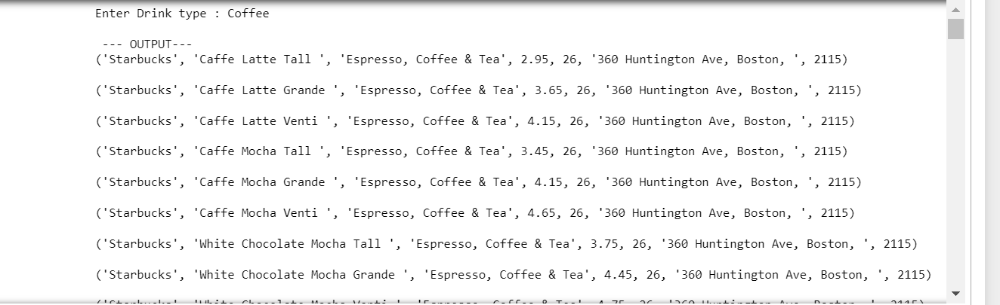 Enter Drink type : Coffee
--- OUTPUT---
('Starbucks', 'Caffe Latte Tall ', 'Espresso, Coffee & Tea', 2.95, 26, '360 Huntington Ave, Boston, ', 2115)
('Starbucks', 'Caffe Latte Grande ', 'Espresso, Coffee & Tea', 3.65, 26, '360 Huntington Ave, Boston, ', 2115)
('Starbucks', 'Caffe Latte Venti ', 'Espresso, Coffee & Tea', 4.15, 26, '360 Huntington Ave, Boston, ', 2115)
('Starbucks', 'Caffe Mocha Tall ', 'Espresso, Coffee & Tea', 3.45, 26, '360 Huntington Ave, Boston, ', 2115)
('Starbucks', 'Caffe Mocha Grande ', 'Espresso, Coffee & Tea', 4.15, 26, '360 Huntington Ave, Boston, ', 2115)
('Starbucks', 'Caffe Mocha Venti ', 'Espresso, Coffee & Tea', 4.65, 26, '360 Huntington Ave, Boston, ', 2115)
('Starbucks', 'White Chocolate Mocha Tall ', 'Espresso, Coffee & Tea', 3.75, 26, '360 Huntington Ave, Boston, ', 2115)
('Starbucks', 'White Chocolate Mocha Grande ', 'Espresso, Coffee & Tea', 4.45, 26, '360 Huntington Ave, Boston, ', 2115)
('Starbucks', 'White Chocolate Mocha Venti ', 'Espresso, Coffee & Tea', 4.75, 26, '360 Huntington Ave, Boston, ', 2115)